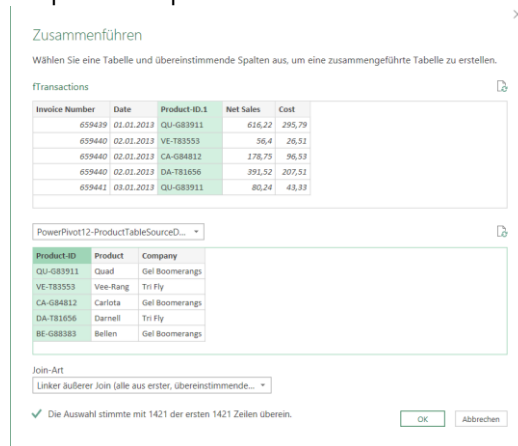 Zusammenführen
Wählen Sie eine Tabelle und übereinstimmende Spalten aus, um eine zusammengeführte Tabelle zu erstellen.
fTransactions
Invoice Number Date Product-ID.1 Net Sales Cost
659439 01.01.2013 QU-G83911 616,22 295,79
659440 02.01.2013 VE-T83553 56,4 26,51
659440 02.01.2013 CA-G84812 178,75 96,53
659440 02.01.2013 DA-T81656 391,52 207,51
659441 03.01.2013 QU-G83911 80,24 43,33
PowerPivot12-ProductTableSourceD...
Product-ID Product Company
QU-G83911 Quad Gel Boomerangs
VE-T83553 Vee-Rang Tri Fly
CA-G84812 Carlota Gel Boomerangs
DA-T81656 Darnell Tri Fly
BE-G88383 Bellen Gel Boomerangs
Join-Art
Linker äußerer Join (alle aus erster, übereinstimmende...
Die Auswahl stimmte mit 1421 der ersten 1421 Zeilen überein.
OK Abbrechen